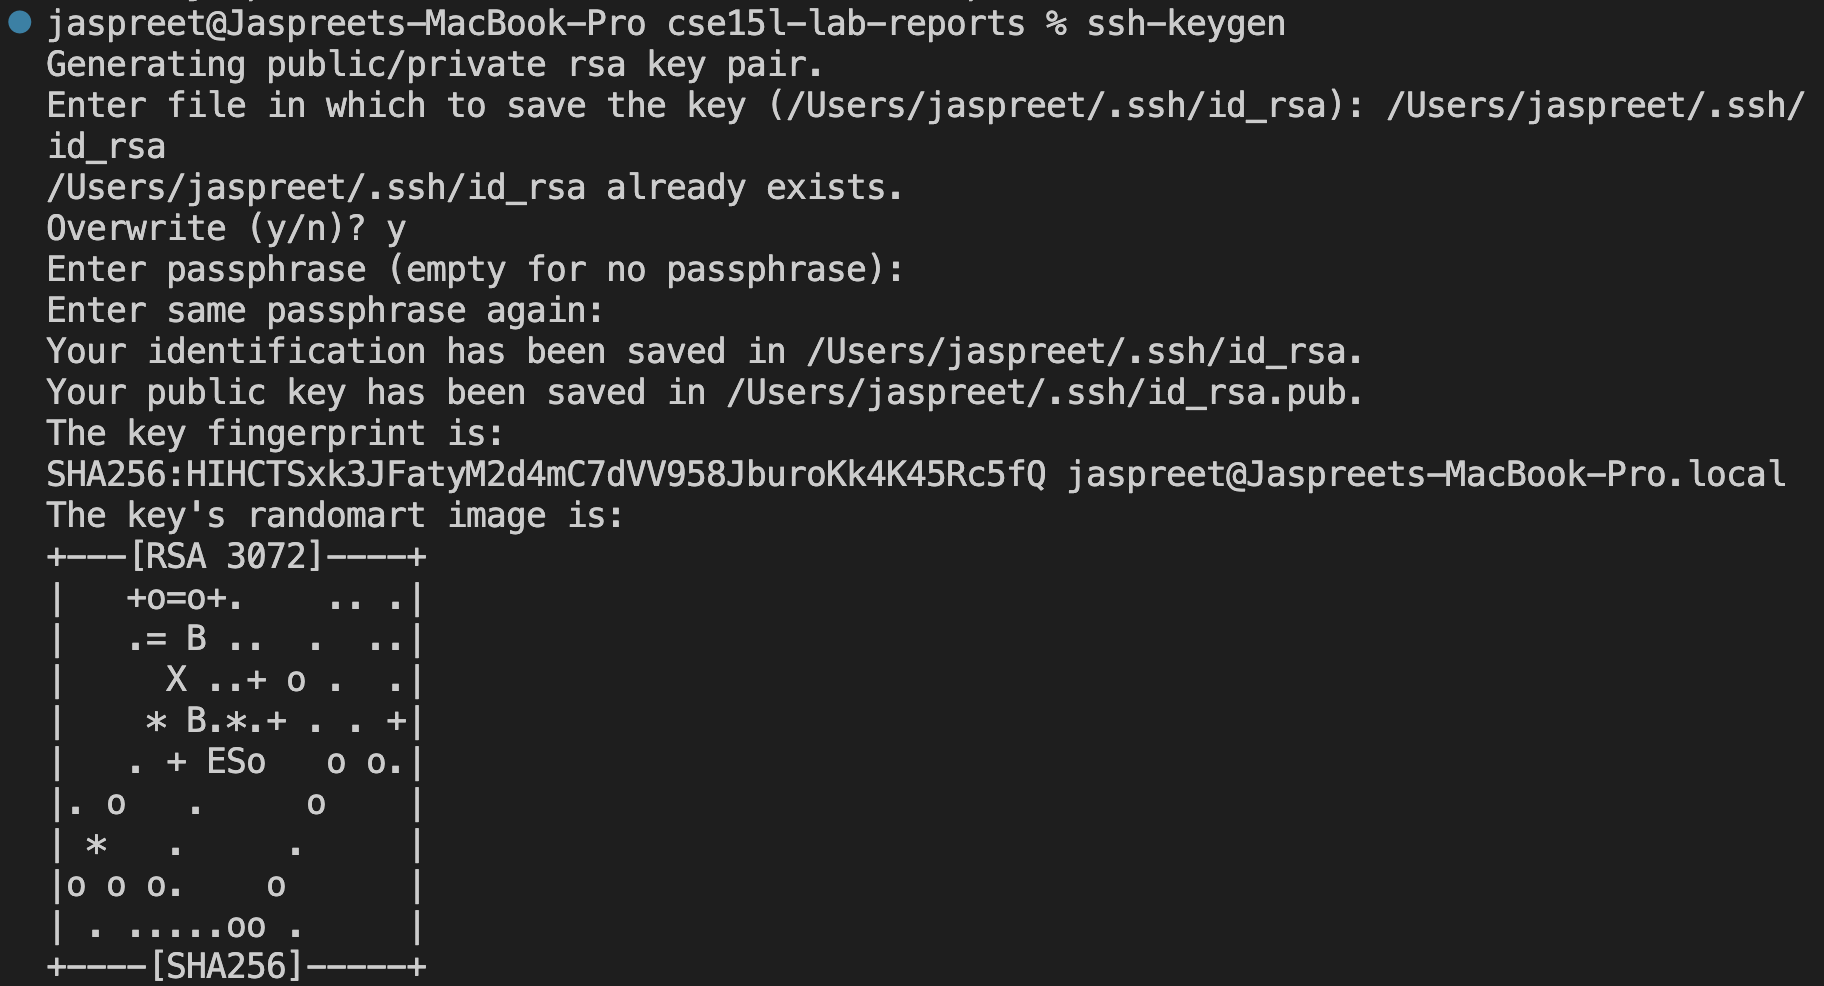 jaspreet@Jaspreets-MacBook-Pro cse15l-lab-reports % ssh-keygen
Generating public/private rsa key pair.
Enter file in which to save the key (/Users/jaspreet/.ssh/id_rsa): /Users/jaspreet/.ssh/
id_rsa
/Users/jaspreet/.ssh/id_rsa already exists.
Overwrite (y/n)? y
Enter passphrase (empty for no passphrase):
Enter same passphrase again:
Your identification has been saved in /Users/jaspreet/.ssh/id_rsa.
Your public key has been saved in /Users/jaspreet/.ssh/id_rsa.pub.
The key fingerprint is:
SHA256:HIHCTSxk3JFatyM2d4mC7dVV958JburoKk4K45Rc5fQ jaspreet@Jaspreets-MacBook-Pro.local
The key's randomart image is:
+---[RSA 3072]----+
|   +o=o+.    .. .|
|   .= B ..  .  ..|
|     X ..+ o .  .|
|    * B.*.+ . . +|
|   . + ESo   o o.|
|. o   .     o    |
| *   .     .     |
|o o o.    o      |
| . .....oo .     |
+----[SHA256]-----+